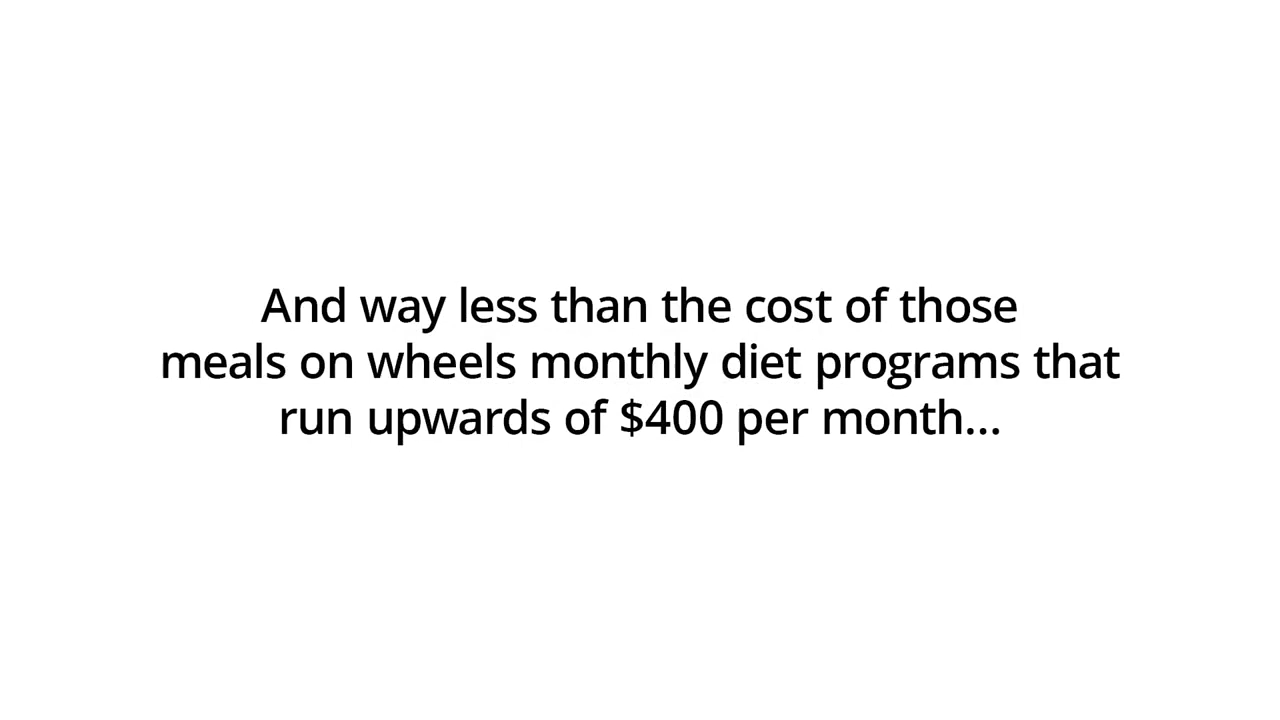 And way less than the cost of those
meals on wheels monthly diet programs that
run upwards of $400 per month...